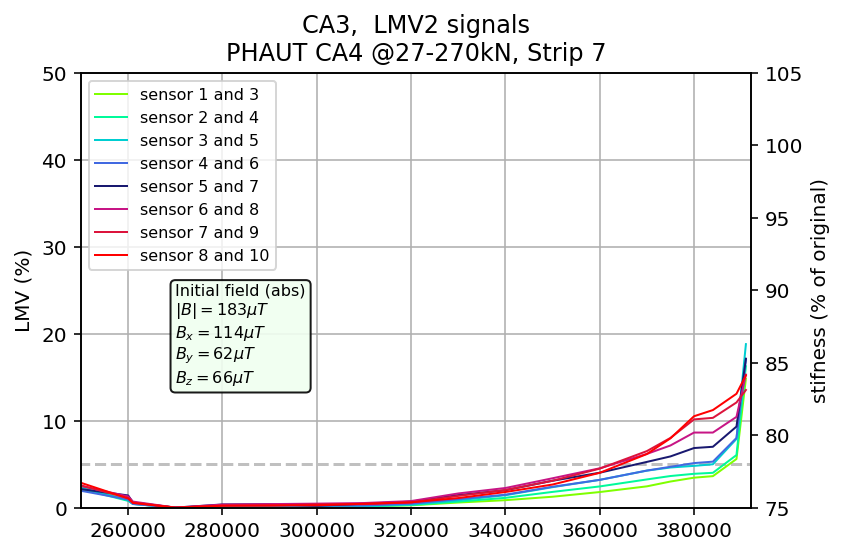 CA3,  LMV2 signals
PHAUT CA4 @27-270kN, Strip 7
50
40
30
20
10
0
LMV (%)
sensor 1 and 3
sensor 2 and 4
sensor 3 and 5
sensor 4 and 6
sensor 5 and 7
sensor 6 and 8
sensor 7 and 9
sensor 8 and 10
Initial field (abs)
|B| = 183μT
Bx = 114μT
By = 62μT
Bz = 66μT
105
100
95
90
85
80
75
stifness (% of original)
260000 280000 300000 320000 340000 360000 380000